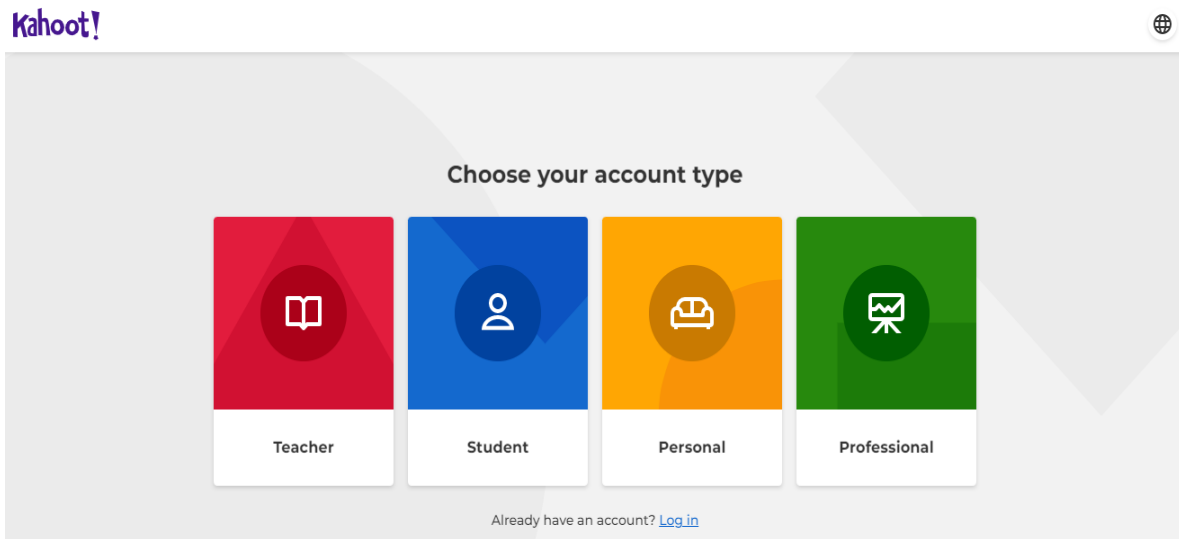 Kahoot!
Choose your account type
Teacher
Student
Personal
Professional
Already have an account? Log in